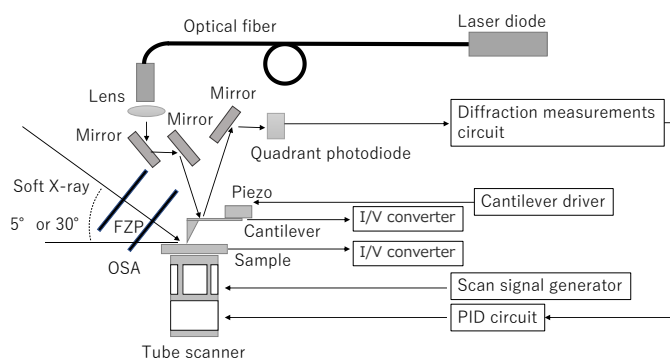 Laser diode
Optical fiber
Lens
Mirror
Mirror
Mirror
Diffraction measurements
circuit
Quadrant photodiode
Soft X-ray
Piezo
Cantilever driver
5° or 30°
FZP
I/V converter
Cantilever
OSA
Sample
I/V converter
Scan signal generator
PID circuit
Tube scanner